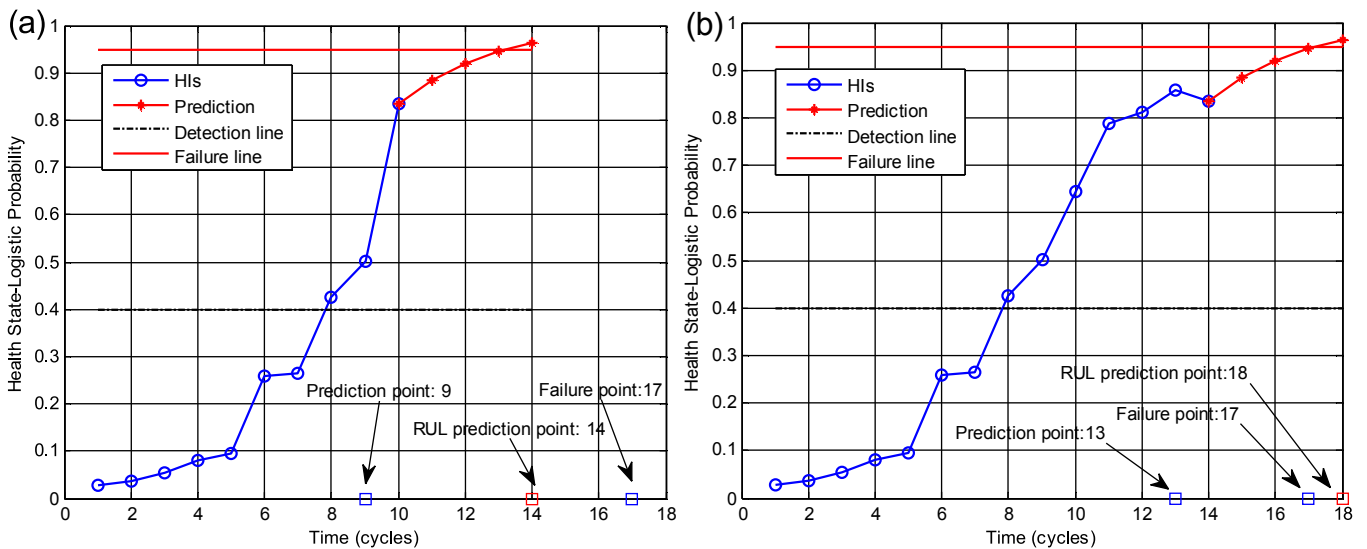 (a)
Health State-Logistic Probability
1
0.9
0.8
0.7
0.6
0.5
0.4
0.3
0.2
0.1
0
HIs
Prediction
Detection line
Failure line
Prediction point: 9
Failure point:17
RUL prediction point: 14
0 2 4 6 8 10 12 14 16 18
Time (cycles)
(b)
Health State-Logistic Probability
1
0.9
0.8
0.7
0.6
0.5
0.4
0.3
0.2
0.1
0
HIs
Prediction
Detection line
Failure line
RUL prediction point:18
Failure point:17
Prediction point:13
0 2 4 6 8 10 12 14 16 18
Time (cycles)